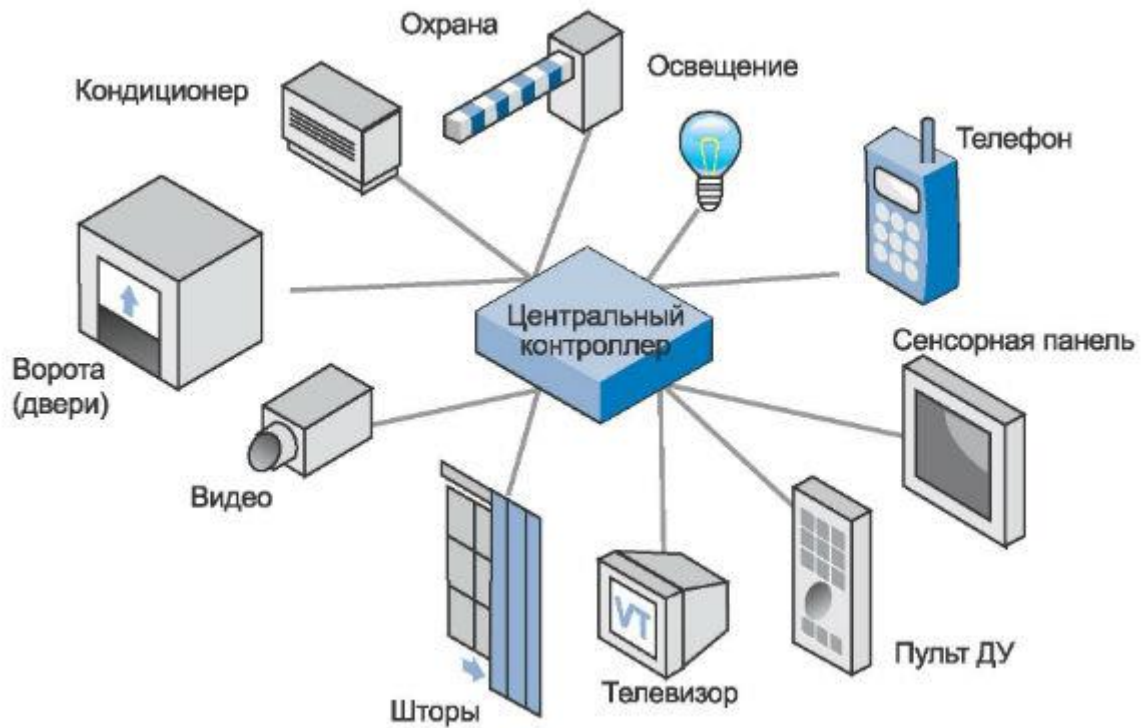 Охрана
Освещение
Кондиционер
Телефон
Центральный
контроллер
Сенсорная панель
Ворота
(двери)
Видео
VT
Пульт ДУ
Телевизор
Шторы